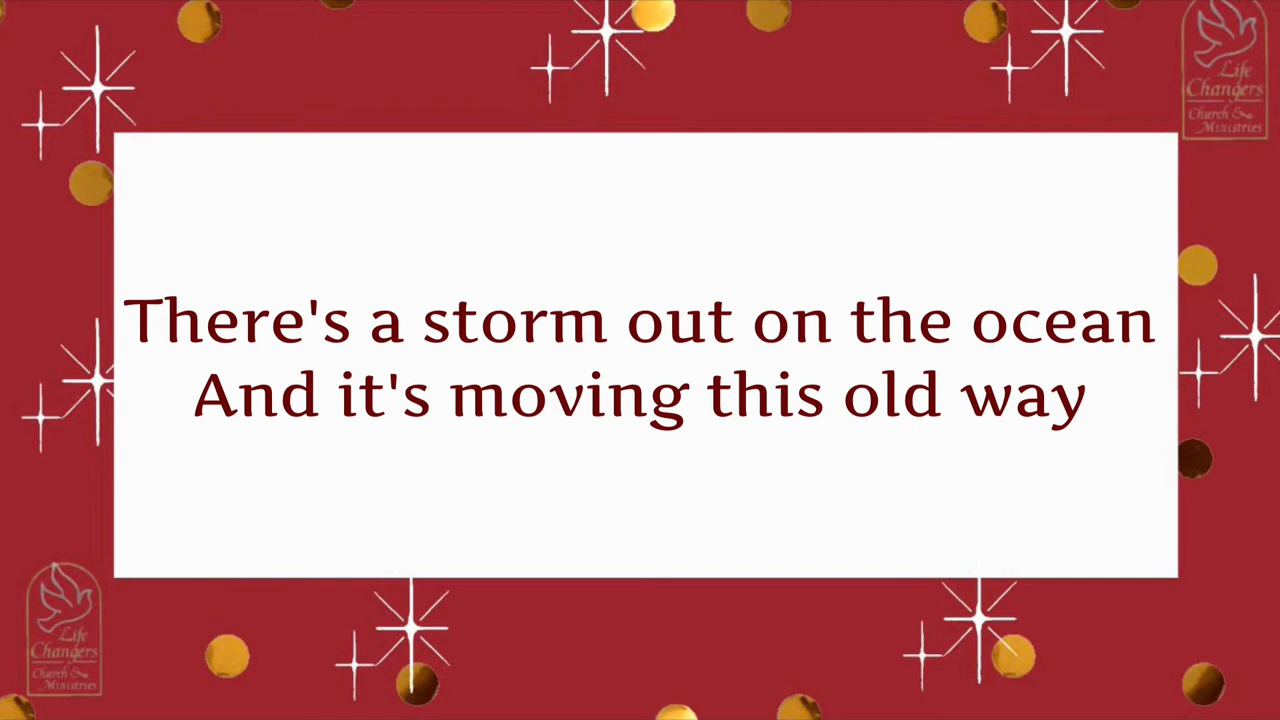 Life
Changers
Church &
Ministries
There's a storm out on the ocean
And it's moving this old way
Life
Changers
Church &
Ministries